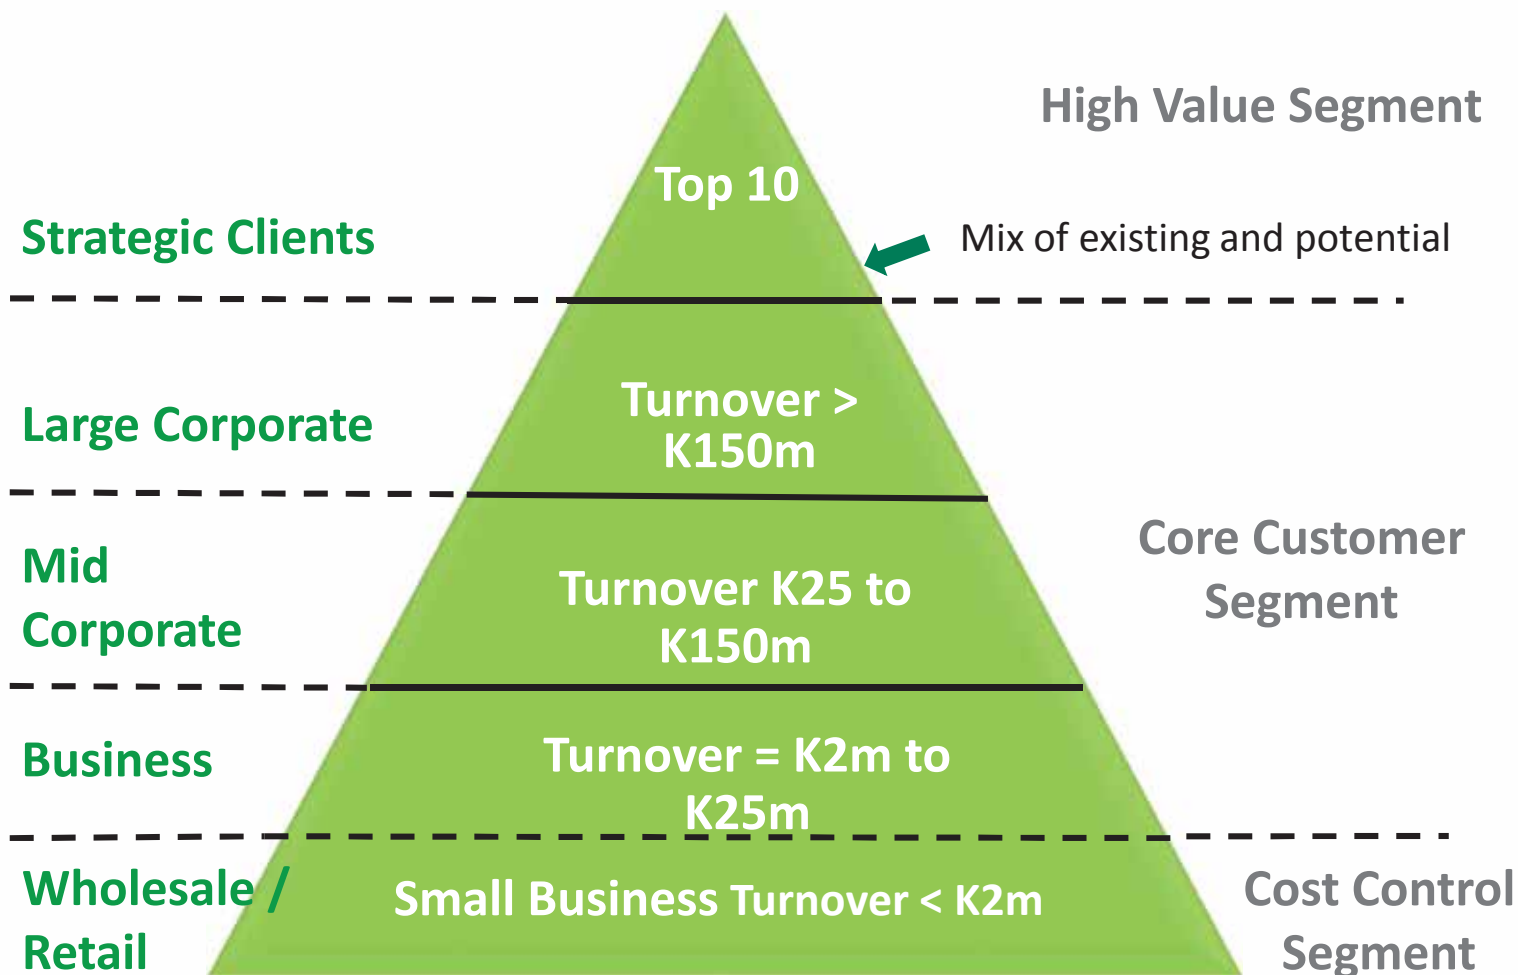 High Value Segment
Top 10
Strategic Clients
Mix of existing and potential
Large Corporate
Turnover >
K150m
Core Customer
Segment
Mid
Corporate
Turnover K25 to
K150m
Business
Turnover = K2m to
K25m
Wholesale /
Retail
Small Business Turnover < K2m
Cost Control
Segment